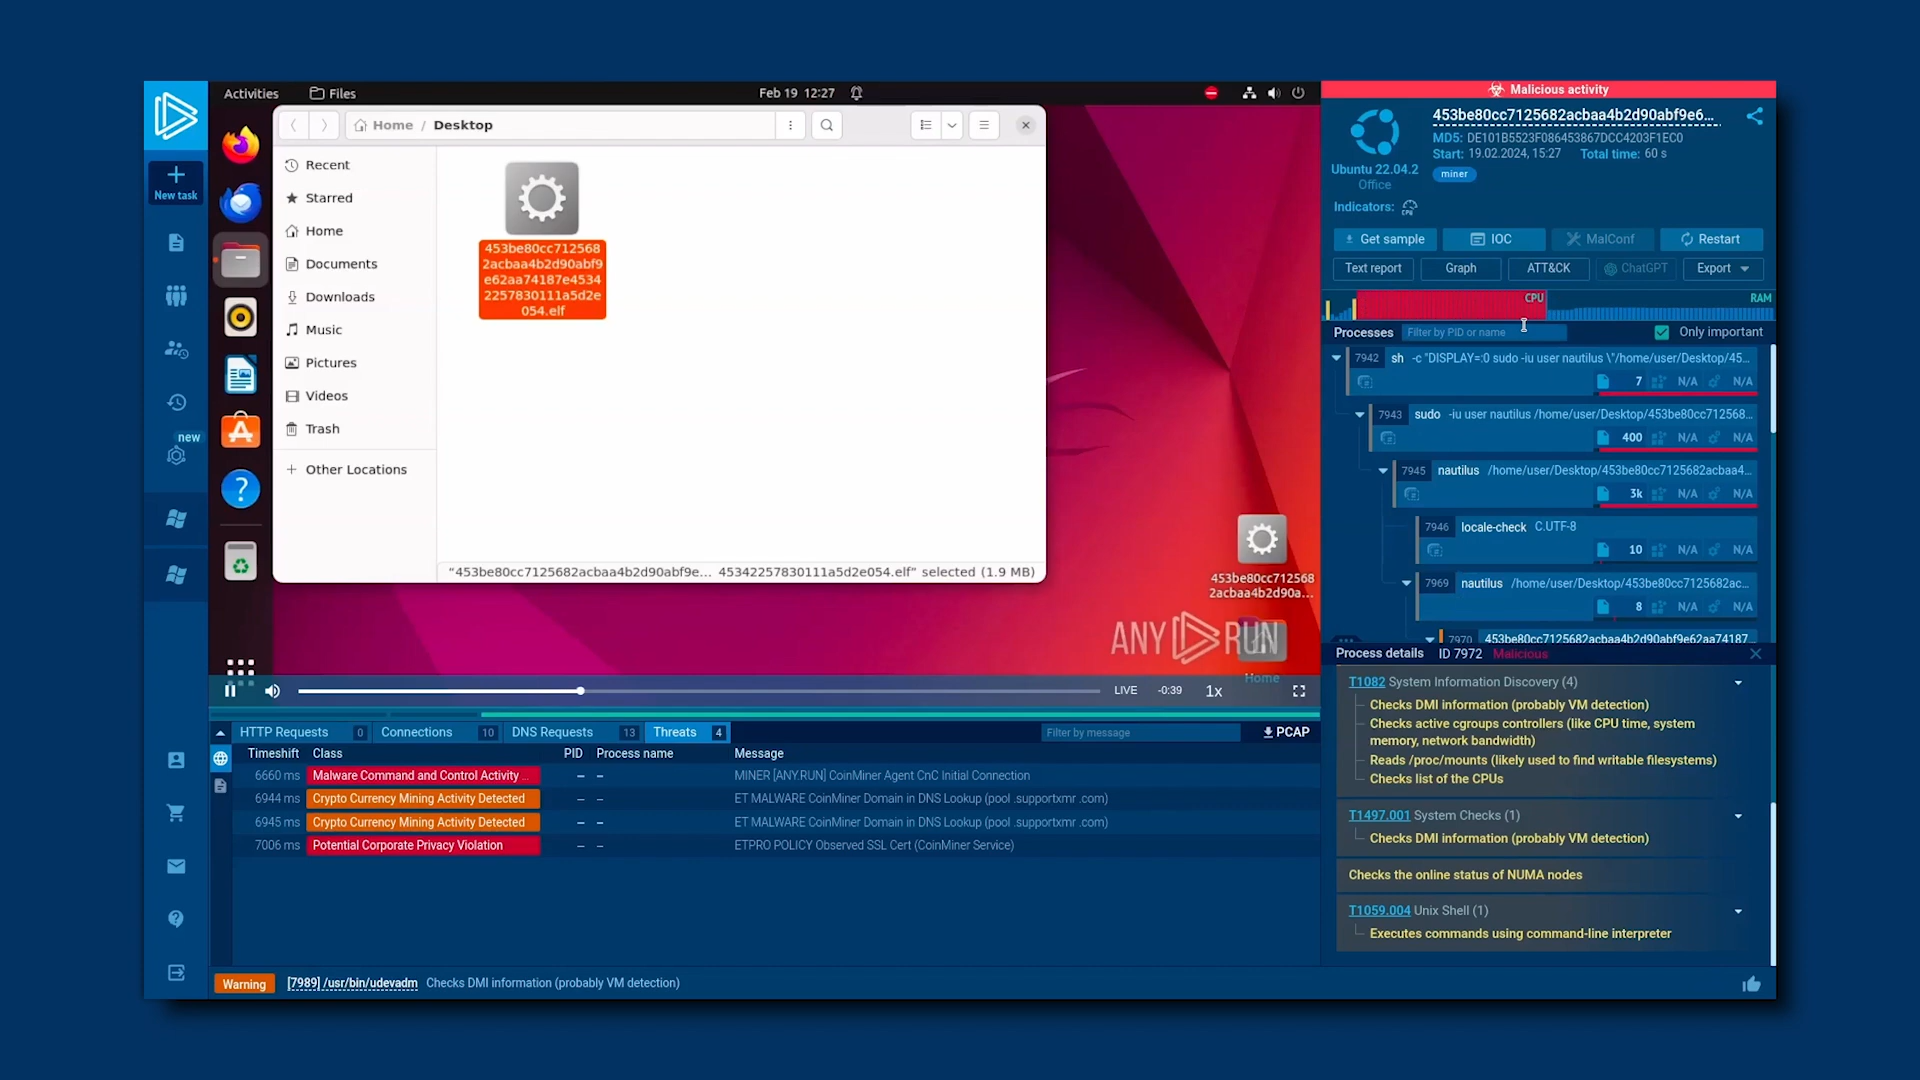 Activities
Files
Feb 19 12:27
Home / Desktop
Recent
Starred
Home
Documents
Downloads
Music
Pictures
Videos
Trash
Other Locations
453be80cc712568
2acbaa4b2d90abf9
e62aa74187e4534
2257830111a5d2e
054.elf
"453be80cc7125682acbaa4b2d90abf9e... 45342257830111a5d2e054.elf" selected (1.9 MB)
453be80cc712568
2acbaa4b2d90a...
ANY RUN
Home
New task
new
LIVE
-0:39
1x
HTTP Requests 0
Connections 10
DNS Requests 13
Threats 4
Filter by message
PCAP
Timeshift Class PID Process name Message
6660 ms Malware Command and Control Activity ... – – MINER [ANY.RUN] CoinMiner Agent CnC Initial Connection
6944 ms Crypto Currency Mining Activity Detected – – ET MALWARE CoinMiner Domain in DNS Lookup (pool .supportxmr .com)
6945 ms Crypto Currency Mining Activity Detected – – ET MALWARE CoinMiner Domain in DNS Lookup (pool .supportxmr .com)
7006 ms Potential Corporate Privacy Violation – – ETPRO POLICY Observed SSL Cert (CoinMiner Service)
Warning [7989] /usr/bin/udevadm Checks DMI information (probably VM detection)
Malicious activity
453be80cc7125682acbaa4b2d90abf9e6...
MD5: DE101B5523F086453867DCC4203F1EC0
Start: 19.02.2024, 15:27 Total time: 60 s
miner
Ubuntu 22.04.2
Office
Indicators:
CPU
Get sample
IOC
MalConf
Restart
Text report
Graph
ATT&CK
ChatGPT
Export
CPU
RAM
Processes
Filter by PID or name
Only important
7942 sh -c "DISPLAY=:0 sudo -iu user nautilus \"/home/user/Desktop/45...
7 N/A N/A
7943 sudo -iu user nautilus /home/user/Desktop/453be80cc712568...
400 N/A N/A
7945 nautilus /home/user/Desktop/453be80cc7125682acbaa4...
3k N/A N/A
7946 locale-check C.UTF-8
10 N/A N/A
7969 nautilus /home/user/Desktop/453be80cc7125682ac...
8 N/A N/A
7970 453be80cc7125682acbaa4b2d90abf9e62aa74187...
Process details ID 7972 Malicious
T1082 System Information Discovery (4)
Checks DMI information (probably VM detection)
Checks active cgroups controllers (like CPU time, system
memory, network bandwidth)
Reads /proc/mounts (likely used to find writable filesystems)
Checks list of the CPUs
T1497.001 System Checks (1)
Checks DMI information (probably VM detection)
Checks the online status of NUMA nodes
T1059.004 Unix Shell (1)
Executes commands using command-line interpreter